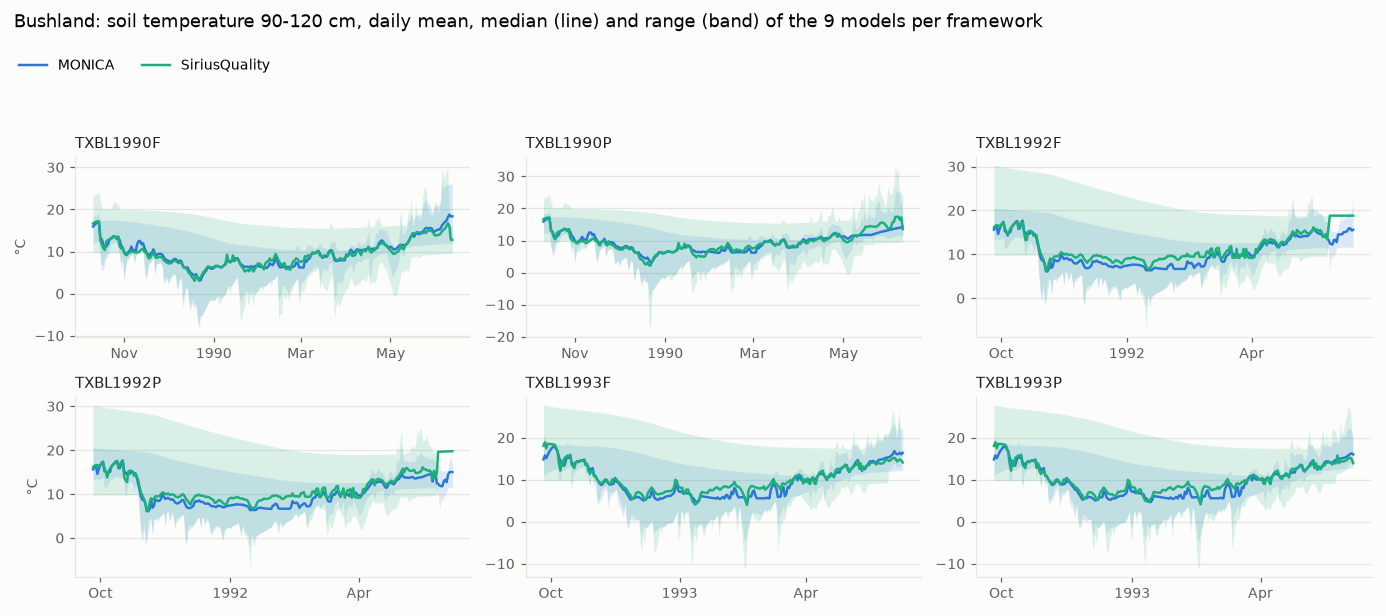 Bushland: soil temperature 90-120 cm, daily mean, median (line) and range (band) of the 9 models per framework
MONICA SiriusQuality
TXBL1990F
30
20
10
0
−10
°C
Nov 1990 Mar May
TXBL1990P
30
20
10
0
−10
−20
Nov 1990 Mar May
TXBL1992F
30
20
10
0
Oct 1992 Apr
TXBL1992P
30
20
10
0
°C
Oct 1992 Apr
TXBL1993F
20
10
0
−10
Oct 1993 Apr
TXBL1993P
20
10
0
−10
Oct 1993 Apr